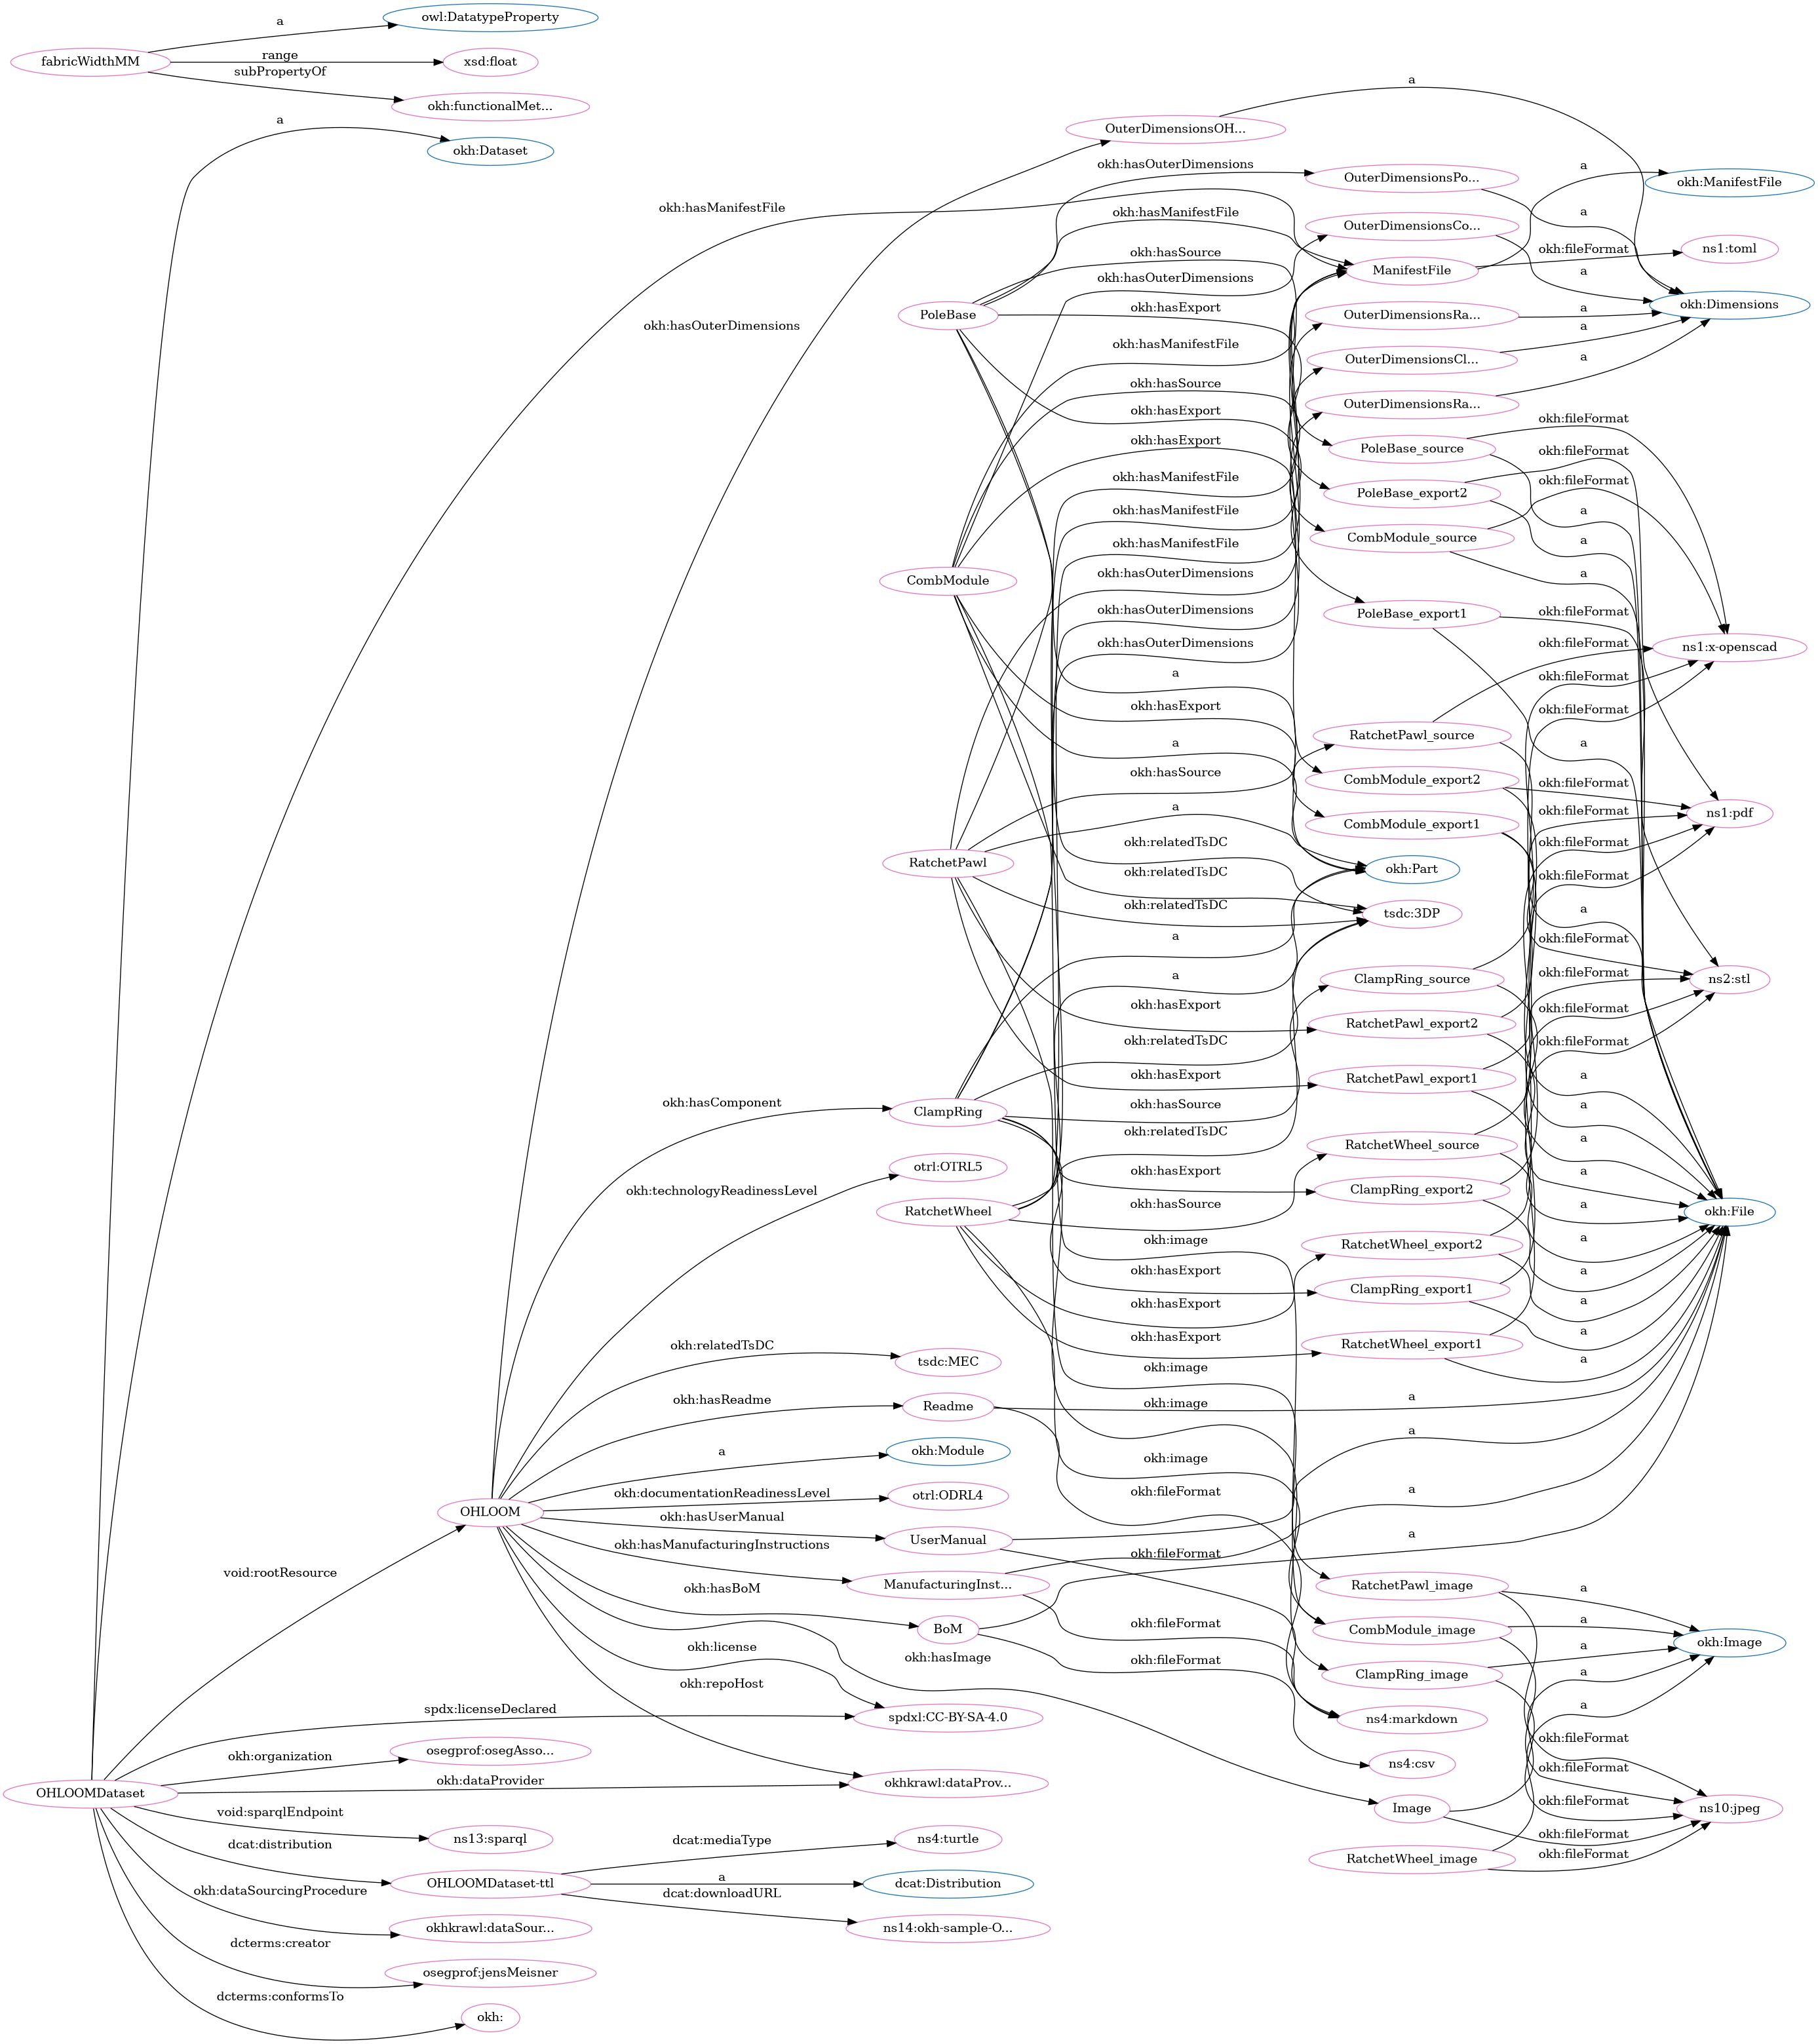 a
owl:DatatypeProperty
fabricWidthMM
range
xsd:float
subPropertyOf
okh:functionalMet...
a
okh:Dataset
okh:hasManifestFile
okh:hasOuterDimensions
a
OuterDimensionsOH...
okh:hasOuterDimensions
OuterDimensionsPo...
a
okh:ManifestFile
okh:hasManifestFile
OuterDimensionsCo...
a
okh:hasSource
ManifestFile
okh:fileFormat
ns1:toml
okh:hasOuterDimensions
a
PoleBase
okh:hasExport
OuterDimensionsRa...
a
okh:Dimensions
okh:hasManifestFile
OuterDimensionsCl...
a
okh:hasSource
OuterDimensionsRa...
a
okh:hasExport
okh:hasExport
PoleBase_source
okh:fileFormat
okh:hasManifestFile
PoleBase_export2
okh:fileFormat
okh:hasManifestFile
CombModule_source
okh:fileFormat
okh:hasManifestFile
a
CombModule
okh:hasOuterDimensions
a
okh:hasOuterDimensions
PoleBase_export1
a
okh:hasOuterDimensions
okh:fileFormat
ns1:x-openscad
a
okh:fileFormat
okh:hasExport
RatchetPawl_source
okh:fileFormat
a
okh:fileFormat
okh:hasSource
CombModule_export2
a
a
CombModule_export1
okh:fileFormat
ns1:pdf
RatchetPawl
okh:relatedTsDC
okh:Part
okh:fileFormat
okh:relatedTsDC
okh:fileFormat
okh:relatedTsDC
tsdc:3DP
okh:fileFormat
a
a
a
ClampRing_source
okh:fileFormat
ns2:stl
okh:hasExport
RatchetPawl_export2
okh:fileFormat
okh:relatedTsDC
okh:fileFormat
okh:hasExport
RatchetPawl_export1
a
okh:hasComponent
ClampRing
okh:hasSource
a
okh:relatedTsDC
RatchetWheel_source
a
okh:technologyReadinessLevel
otrl:OTRL5
okh:hasExport
ClampRing_export2
a
RatchetWheel
okh:hasSource
a
okh:File
okh:image
RatchetWheel_export2
a
okh:hasExport
ClampRing_export1
a
okh:hasExport
okh:hasExport
RatchetWheel_export1
a
okh:relatedTsDC
tsdc:MEC
okh:image
a
okh:hasReadme
Readme
okh:image
a
a
okh:Module
okh:image
a
okh:documentationReadinessLevel
otrl:ODRL4
okh:fileFormat
a
OHLOOM
okh:hasUserManual
UserManual
a
okh:hasManufacturingInstructions
ManufacturingInst...
okh:fileFormat
RatchetPawl_image
a
void:rootResource
okh:hasBoM
BoM
okh:fileFormat
CombModule_image
a
okh:Image
okh:license
okh:hasImage
okh:fileFormat
ClampRing_image
a
okh:repoHost
spdx:licenseDeclared
spdxl:CC-BY-SA-4.0
ns4:markdown
a
okh:fileFormat
okh:organization
osegprof:osegAsso...
ns4:csv
okh:fileFormat
OHLOOMDataset
okh:dataProvider
okhkrawl:dataProv...
Image
okh:fileFormat
ns10:jpeg
void:sparqlEndpoint
ns13:sparql
dcat:mediaType
ns4:turtle
okh:fileFormat
dcat:distribution
RatchetWheel_image
okh:fileFormat
OHLOOMDataset-ttl
a
dcat:Distribution
okh:dataSourcingProcedure
dcat:downloadURL
okhkrawl:dataSour...
ns14:okh-sample-O...
dcterms:creator
osegprof:jensMeisner
dcterms:conformsTo
okh: